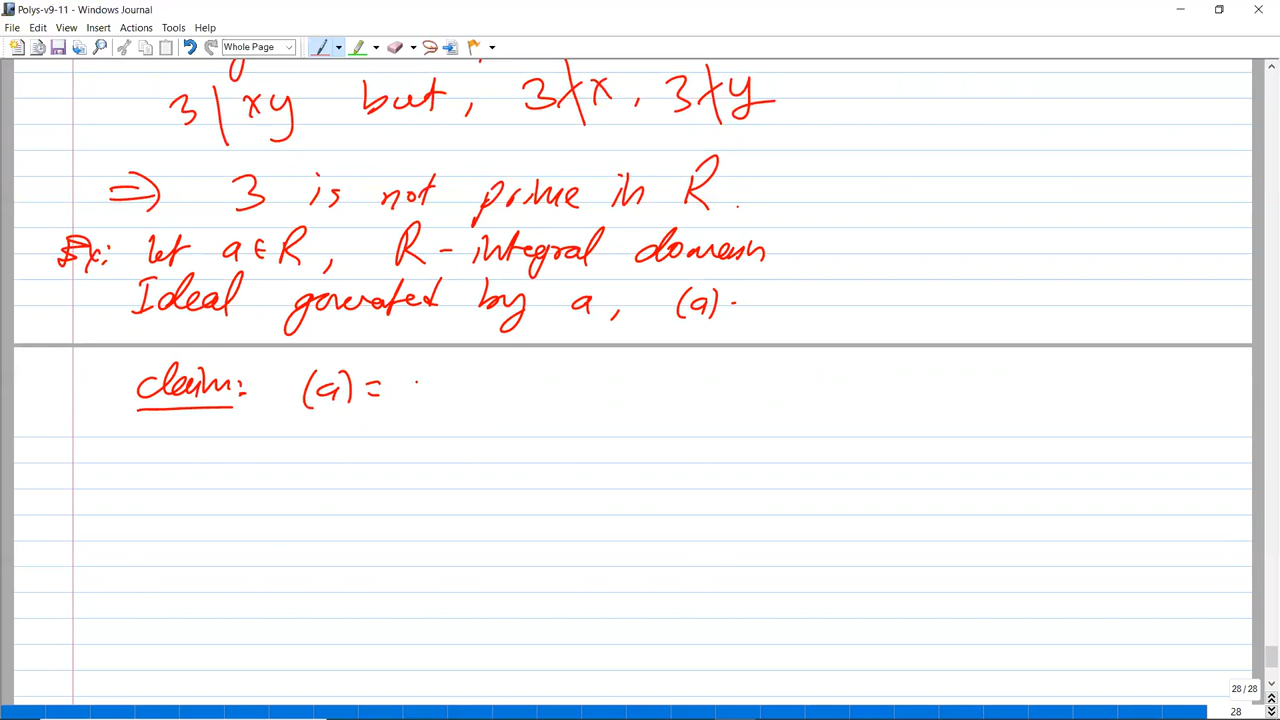 Polys-v9-11 - Windows Journal
File Edit View Insert Actions Tools Help
Whole Page
3 ∤ xy but, 3 ∤ x, 3 ∤ y
⇒ 3 is not prime in R.
Ex: let a ∈ R, R - integral domain
Ideal generated by a, (a).
claim: (a) =
28 / 28
28